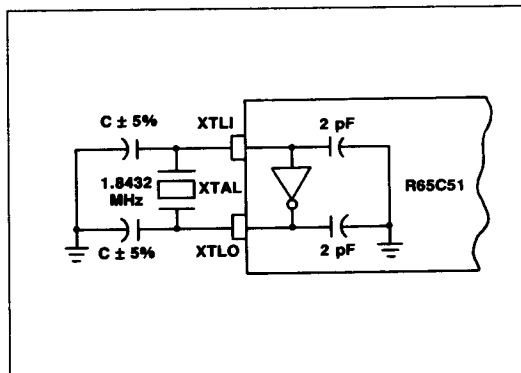 C ± 5%
XTLI
2 pF
1.8432
MHz
XTAL
R65C51
C ± 5%
XTLO
2 pF